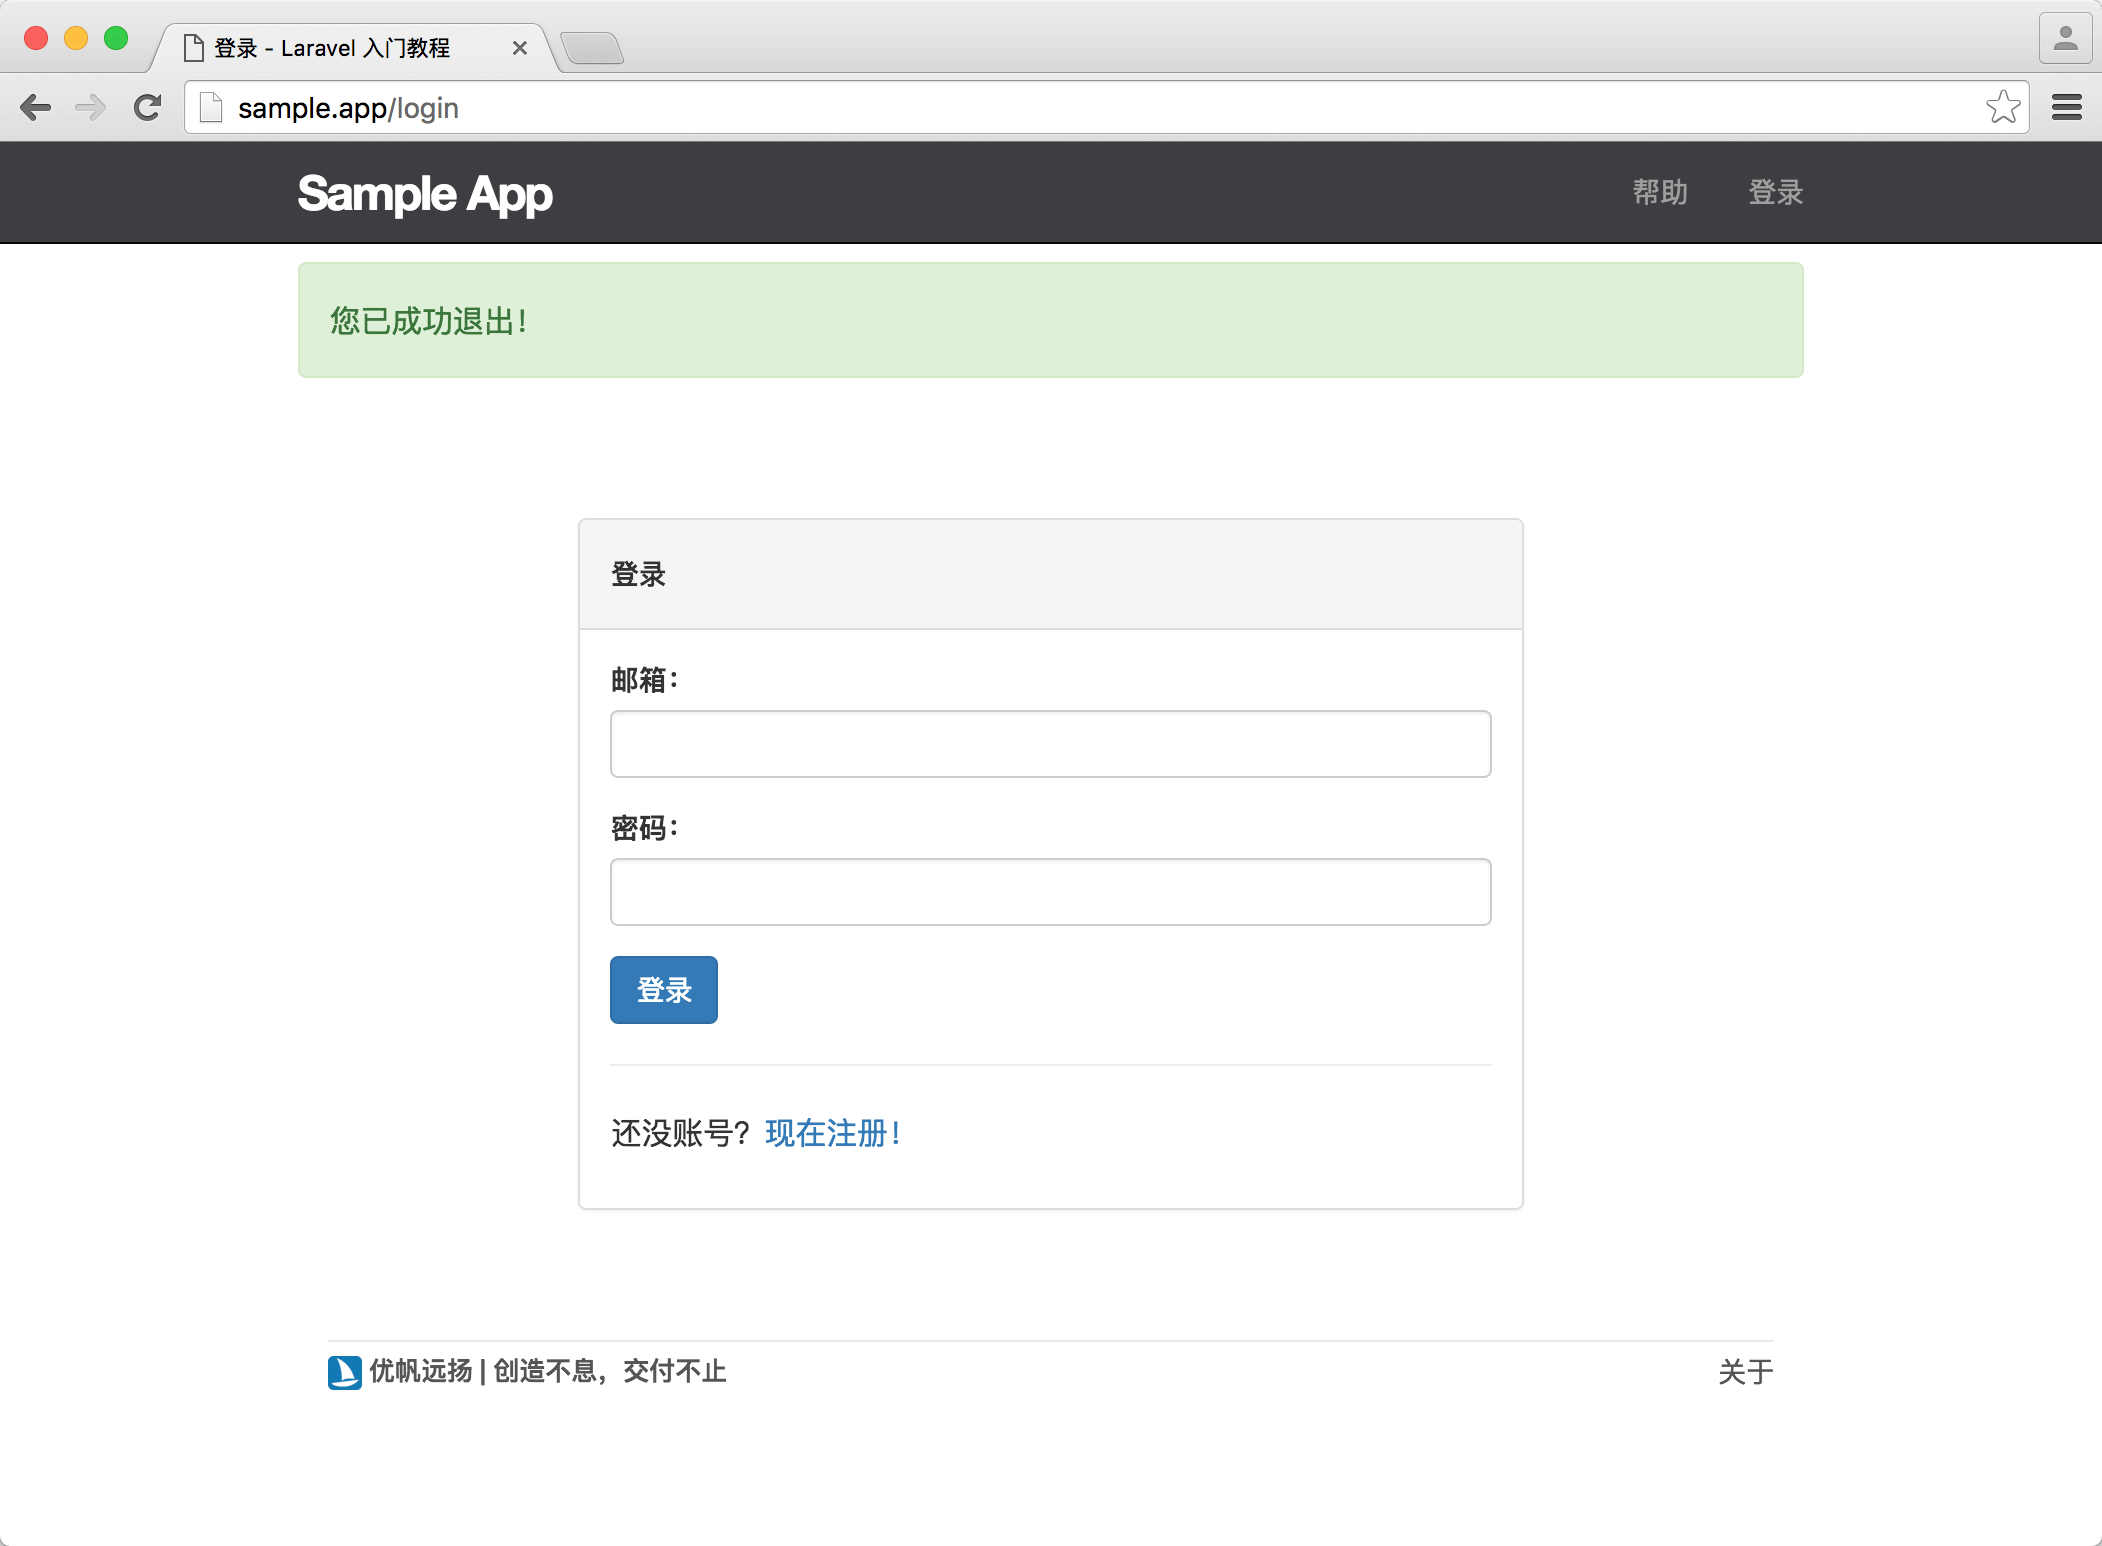 登录 - Laravel 入门教程
sample.app/login
Sample App
帮助
登录
您已成功退出！
登录
邮箱：
密码：
登录
还没账号？现在注册！
优帆远扬 | 创造不息，交付不止
关于